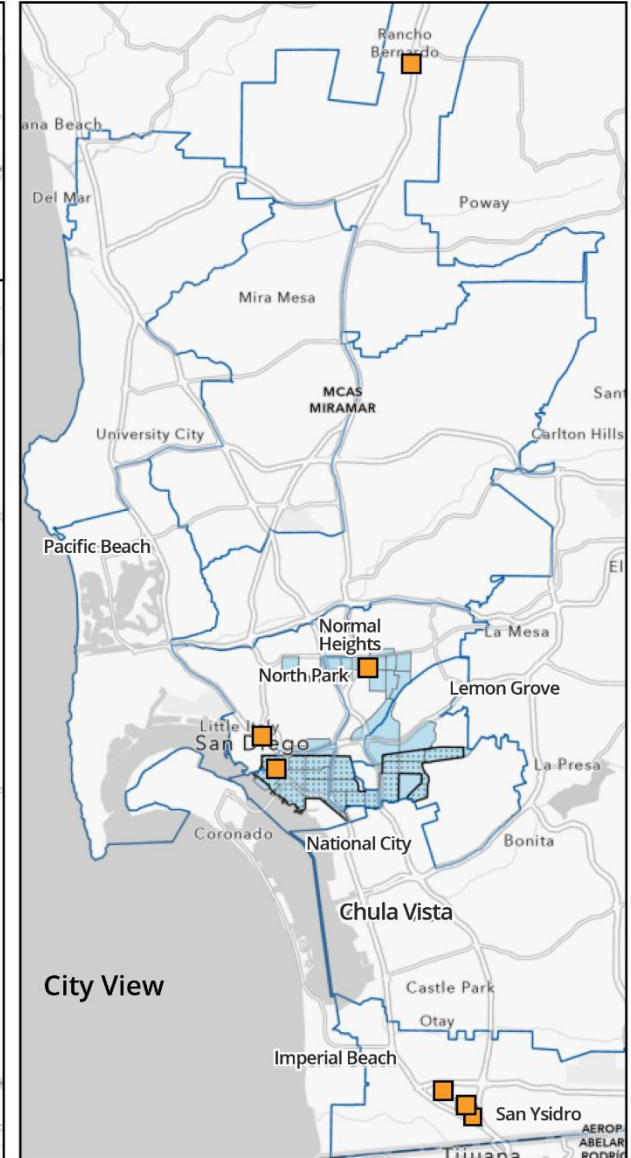 Rancho
Bernardo
ana Beach
Del Mar
Poway
Mira Mesa
MCAS
MIRAMAR
Sant
University City
Carlton Hills
Pacific Beach
El
Normal
Heights
La Mesa
North Park
Lemon Grove
Little Italy
San Diego
La Presa
Coronado
National City
Bonita
Chula Vista
City View
Castle Park
Otay
Imperial Beach
San Ysidro
AEROP
ABELAR
RODRÍG
Tijuana